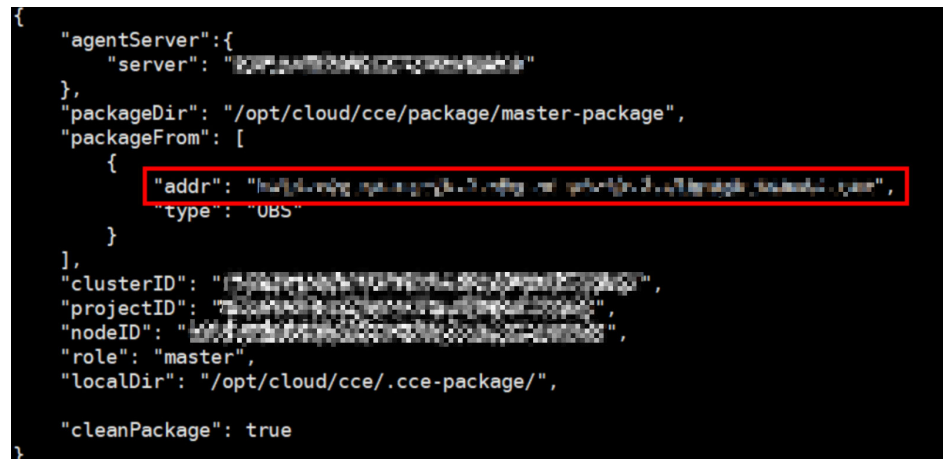 {
    "agentServer":{
        "server": "
    },
    "packageDir": "/opt/cloud/cce/package/master-package",
    "packageFrom": [
        {
            "addr": "                    ",
            "type": "OBS"
        }
    ],
    "clusterID": "                    ",
    "projectID": "                    ",
    "nodeID": "                    ",
    "role": "master",
    "localDir": "/opt/cloud/cce/.cce-package/",
    "cleanPackage": true
}